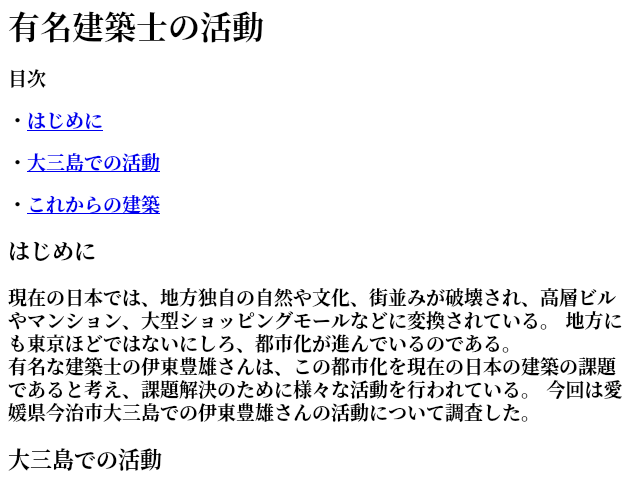 有名建築士の活動
目次
・はじめに
・大三島での活動
・これからの建築
はじめに
現在の日本では、地方独自の自然や文化、街並みが破壊され、高層ビル
やマンション、大型ショッピングモールなどに変換されている。 地方に
も東京ほどではないにしろ、都市化が進んでいるのである。
有名な建築士の伊東豊雄さんは、この都市化を現在の日本の建築の課題
であると考え、課題解決のために様々な活動を行われている。 今回は愛
媛県今治市大三島での伊東豊雄さんの活動について調査した。
大三島での活動